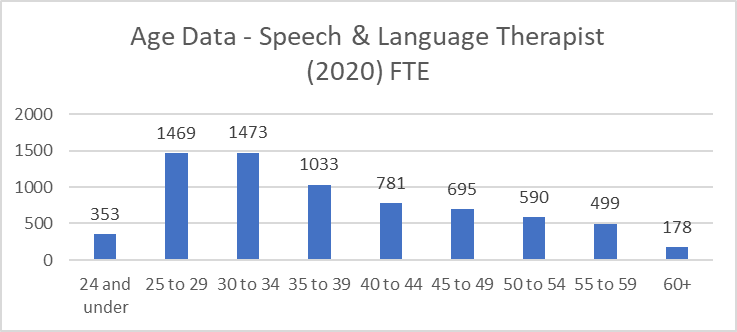 Age Data - Speech & Language Therapist
(2020) FTE
2000
1500
1000
500
0
353
1469
1473
1033
781
695
590
499
178
24 and
under
25 to 29
30 to 34
35 to 39
40 to 44
45 to 49
50 to 54
55 to 59
60+